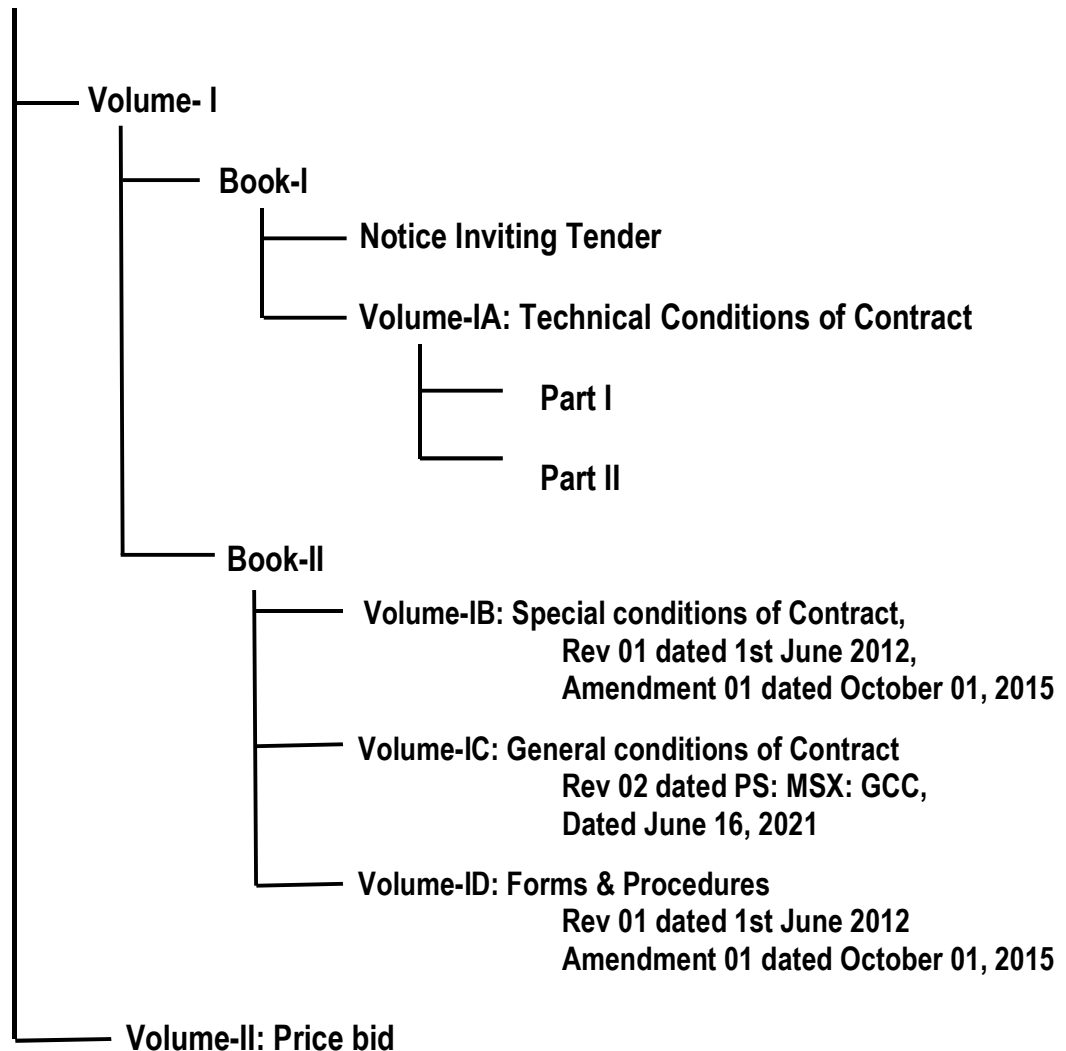 Volume- I
Book-I
Notice Inviting Tender
Volume-IA: Technical Conditions of Contract
Part I
Part II
Book-II
Volume-IB: Special conditions of Contract,
Rev 01 dated 1st June 2012,
Amendment 01 dated October 01, 2015
Volume-IC: General conditions of Contract
Rev 02 dated PS: MSX: GCC,
Dated June 16, 2021
Volume-ID: Forms & Procedures
Rev 01 dated 1st June 2012
Amendment 01 dated October 01, 2015
Volume-II: Price bid